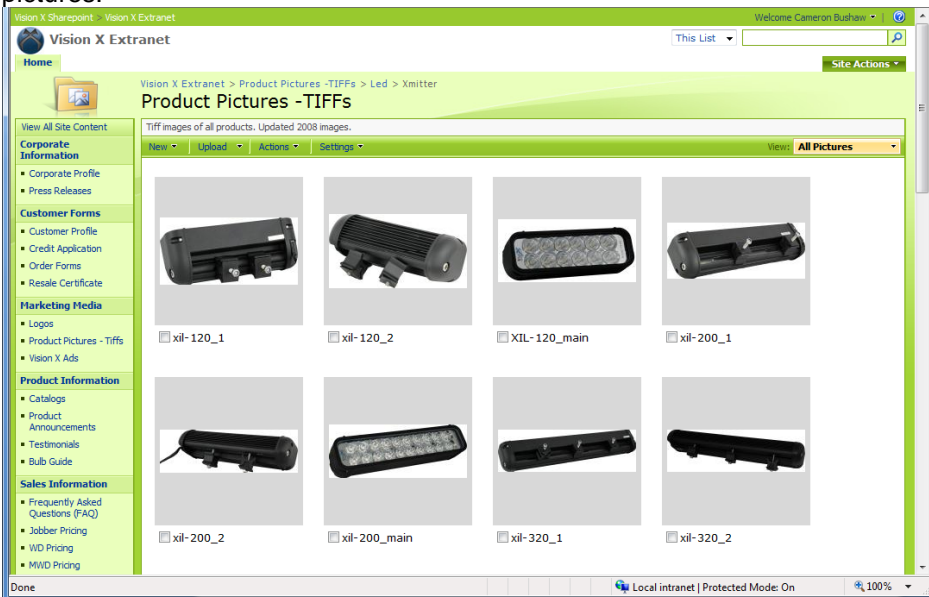 pictures.
Vision X Sharepoint > Vision X Extranet
Welcome Cameron Bushaw
Vision X Extranet
This List
Home
Site Actions
Vision X Extranet > Product Pictures -TIFFs > Led > Xmitter
Product Pictures -TIFFs
View All Site Content
Tiff images of all products. Updated 2008 images.
New
Upload
Actions
Settings
View: All Pictures
Corporate
Information
Corporate Profile
Press Releases
Customer Forms
Customer Profile
Credit Application
Order Forms
Resale Certificate
Marketing Media
Logos
Product Pictures - Tiffs
Vision X Ads
Product Information
Catalogs
Product
Announcements
Testimonials
Bulb Guide
Sales Information
Frequently Asked
Questions (FAQ)
Jobber Pricing
WD Pricing
MWD Pricing
xil-120_1
xil-120_2
XIL-120_main
xil-200_1
xil-200_2
xil-200_main
xil-320_1
xil-320_2
Done
Local intranet | Protected Mode: On
100%